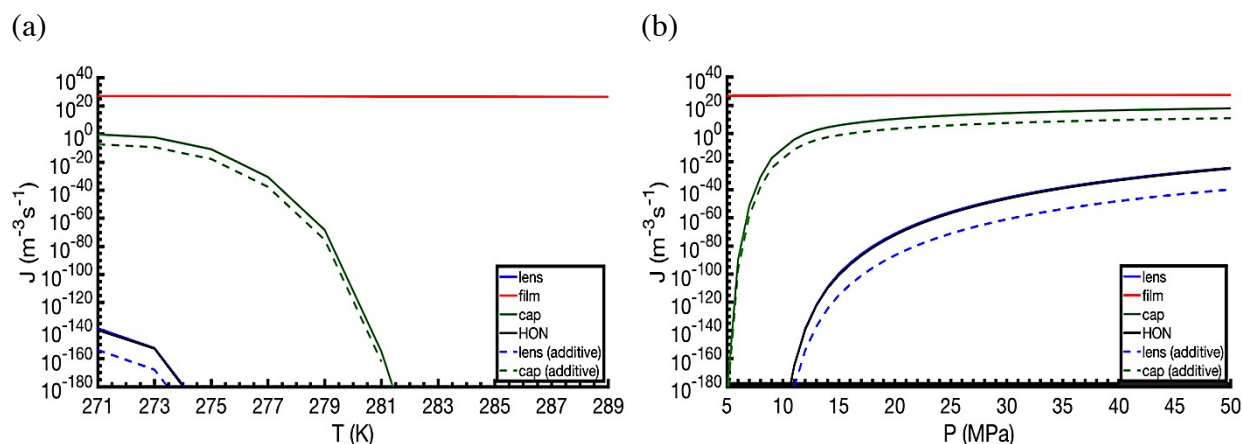 (a)
(b)
10^40
10^20
10^0
10^-20
10^-40
10^-60
10^-80
10^-100
10^-120
10^-140
10^-160
10^-180
J (m^-3 s^-1)
lens
film
cap
HON
lens (additive)
cap (additive)
271 273 275 277 279 281 283 285 287 289
T (K)
10^40
10^20
10^0
10^-20
10^-40
10^-60
10^-80
10^-100
10^-120
10^-140
10^-160
10^-180
J (m^-3 s^-1)
lens
film
cap
HON
lens (additive)
cap (additive)
5 10 15 20 25 30 35 40 45 50
P (MPa)